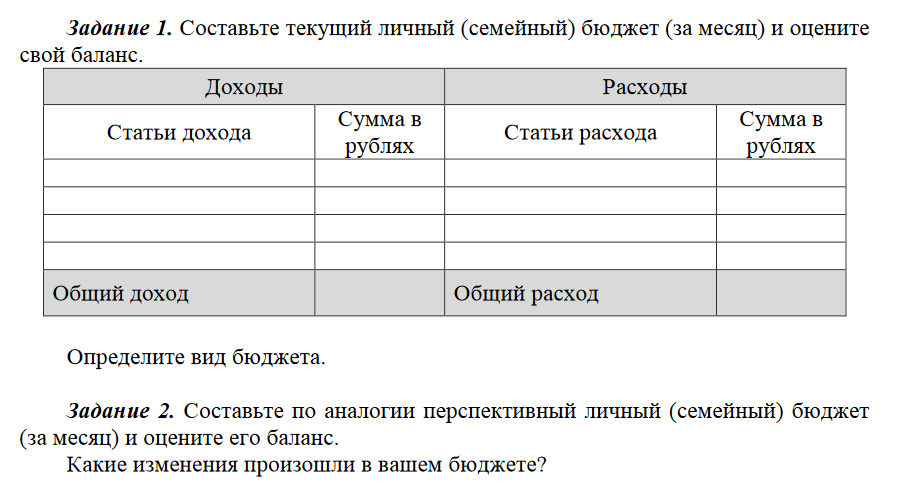 Задание 1. Составьте текущий личный (семейный) бюджет (за месяц) и оцените
свой баланс.
Доходы Расходы
Статьи дохода Сумма в рублях Статьи расхода Сумма в рублях
Общий доход Общий расход
Определите вид бюджета.
Задание 2. Составьте по аналогии перспективный личный (семейный) бюджет
(за месяц) и оцените его баланс.
Какие изменения произошли в вашем бюджете?